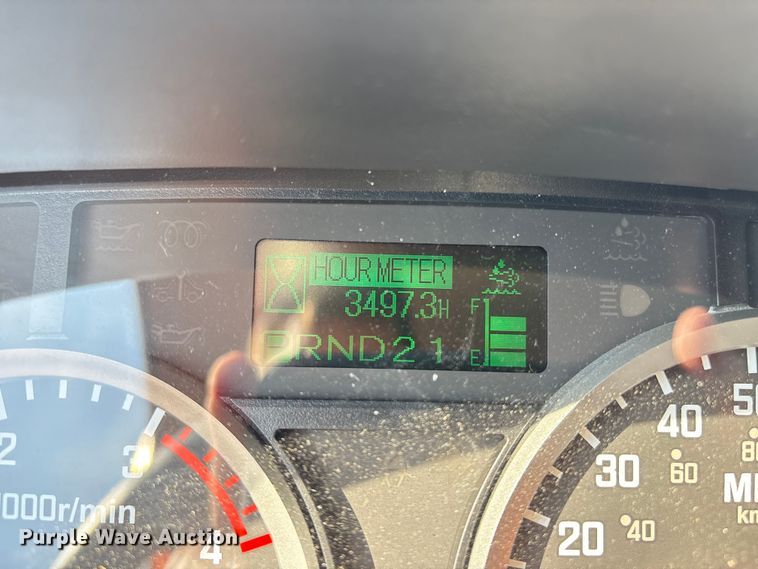 HOUR METER
3497.3H
F
PRND21
E
2
3
4
000r/min
20
30
40
50
40
60
80
km
Purple Wave Auction